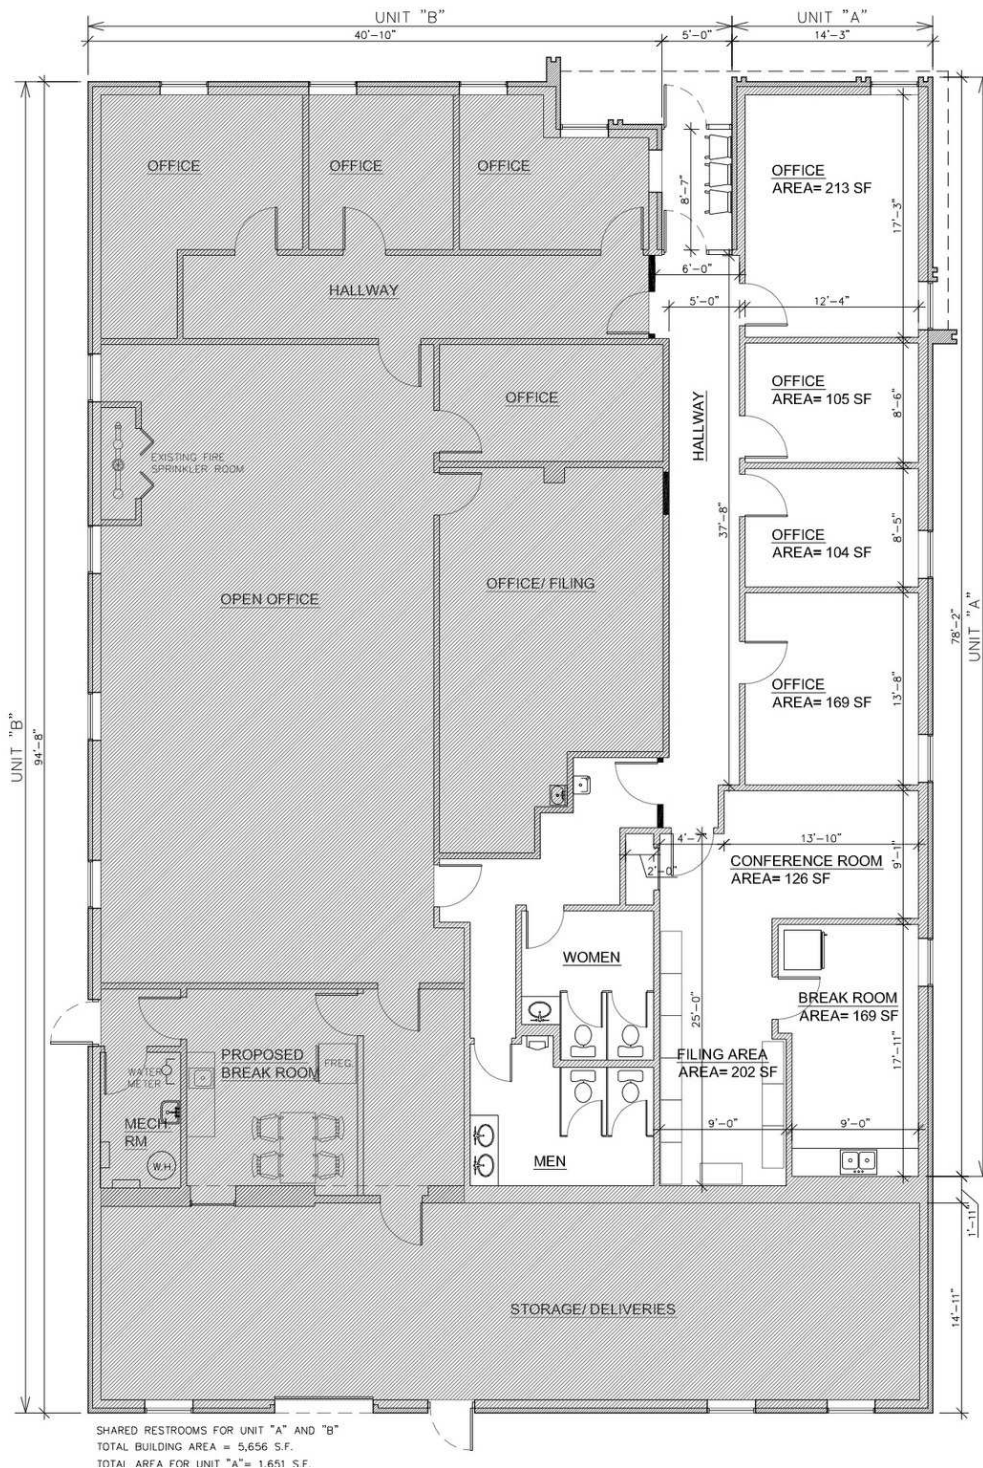 UNIT "B"
UNIT "A"
40'-10"
5'-0"
14'-3"
OFFICE
OFFICE
OFFICE
OFFICE
AREA= 213 SF
8'-7"
17'-3"
6'-0"
HALLWAY
5'-0"
12'-4"
OFFICE
OFFICE
AREA= 105 SF
8'-6"
HALLWAY
EXISTING FIRE
SPRINKLER ROOM
37'-8"
OFFICE
AREA= 104 SF
8'-5"
OFFICE/ FILING
OPEN OFFICE
78'-2"
UNIT "A"
OFFICE
AREA= 169 SF
13'-8"
UNIT "B"
94'-8"
4'-
13'-10"
CONFERENCE ROOM
AREA= 126 SF
9'-1"
2'-0"
WOMEN
BREAK ROOM
AREA= 169 SF
25'-0"
17'-11"
PROPOSED
BREAK ROOM
FREG.
FILING AREA
AREA= 202 SF
WATER
METER
MECH.
RM
W.H.
9'-0"
9'-0"
MEN
1'-11"
STORAGE/ DELIVERIES
14'-11"
SHARED RESTROOMS FOR UNIT "A" AND "B"
TOTAL BUILDING AREA = 5,656 S.F.
TOTAL AREA FOR UNIT "A"= 1,651 S.F.